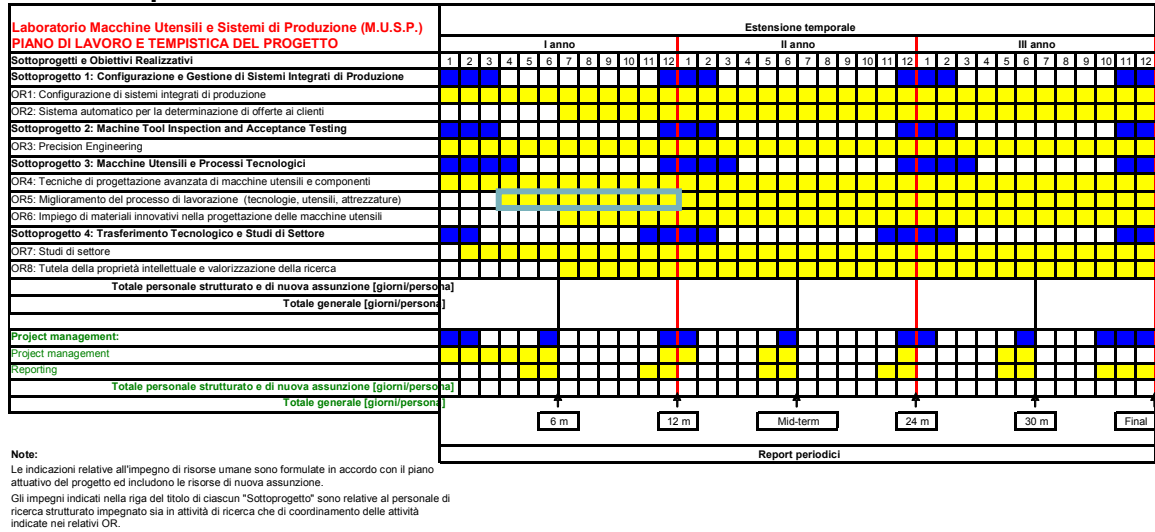 Laboratorio Macchine Utensili e Sistemi di Produzione (M.U.S.P.)
PIANO DI LAVORO E TEMPISTICA DEL PROGETTO
Estensione temporale
I anno II anno III anno
Sottoprogetti e Obiettivi Realizzativi 1 2 3 4 5 6 7 8 9 10 11 12 1 2 3 4 5 6 7 8 9 10 11 12 1 2 3 4 5 6 7 8 9 10 11 12
Sottoprogetto 1: Configurazione e Gestione di Sistemi Integrati di Produzione
OR1: Configurazione di sistemi integrati di produzione
OR2: Sistema automatico per la determinazione di offerte ai clienti
Sottoprogetto 2: Machine Tool Inspection and Acceptance Testing
OR3: Precision Engineering
Sottoprogetto 3: Macchine Utensili e Processi Tecnologici
OR4: Tecniche di progettazione avanzata di macchine utensili e componenti
OR5: Miglioramento del processo di lavorazione (tecnologie, utensili, attrezzature)
OR6: Impiego di materiali innovativi nella progettazione delle macchine utensili
Sottoprogetto 4: Trasferimento Tecnologico e Studi di Settore
OR7: Studi di settore
OR8: Tutela della proprietà intellettuale e valorizzazione della ricerca
Totale personale strutturato e di nuova assunzione [giorni/persona]
Totale generale [giorni/persona]
Project management:
Project management
Reporting
Totale personale strutturato e di nuova assunzione [giorni/persona]
Totale generale [giorni/persona]
6 m 12 m Mid-term 24 m 30 m Final
Report periodici
Note:
Le indicazioni relative all'impegno di risorse umane sono formulate in accordo con il piano
attuativo del progetto ed includono le risorse di nuova assunzione.
Gli impegni indicati nella riga del titolo di ciascun "Sottoprogetto" sono relative al personale di
ricerca strutturato impegnato sia in attività di ricerca che di coordinamento delle attività
indicate nei relativi OR.